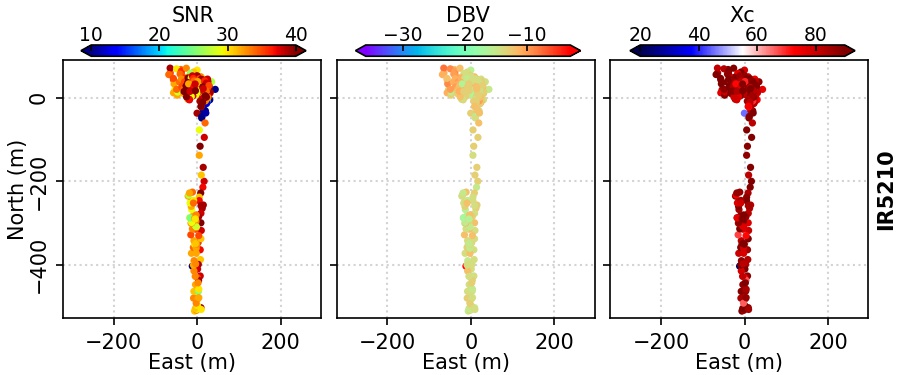 SNR DBV Xc
10 20 30 40 −30 −20 −10 20 40 60 80
North (m)
0
−200
−400
IR5210
−200 0 200 −200 0 200 −200 0 200
East (m) East (m) East (m)